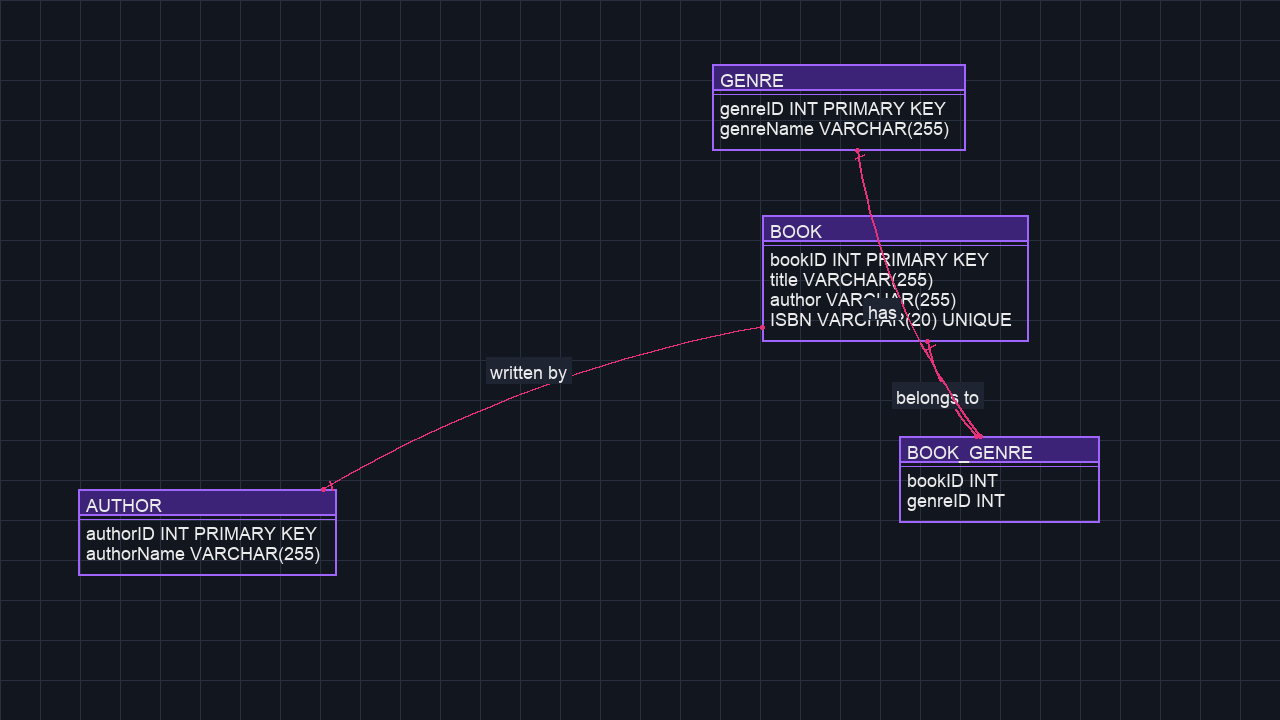 GENRE
genreID INT PRIMARY KEY
genreName VARCHAR(255)
BOOK
bookID INT PRIMARY KEY
title VARCHAR(255)
author VARCHAR(255)
ISBN VARCHAR(20) UNIQUE
has
written by
belongs to
BOOK_GENRE
bookID INT
genreID INT
AUTHOR
authorID INT PRIMARY KEY
authorName VARCHAR(255)